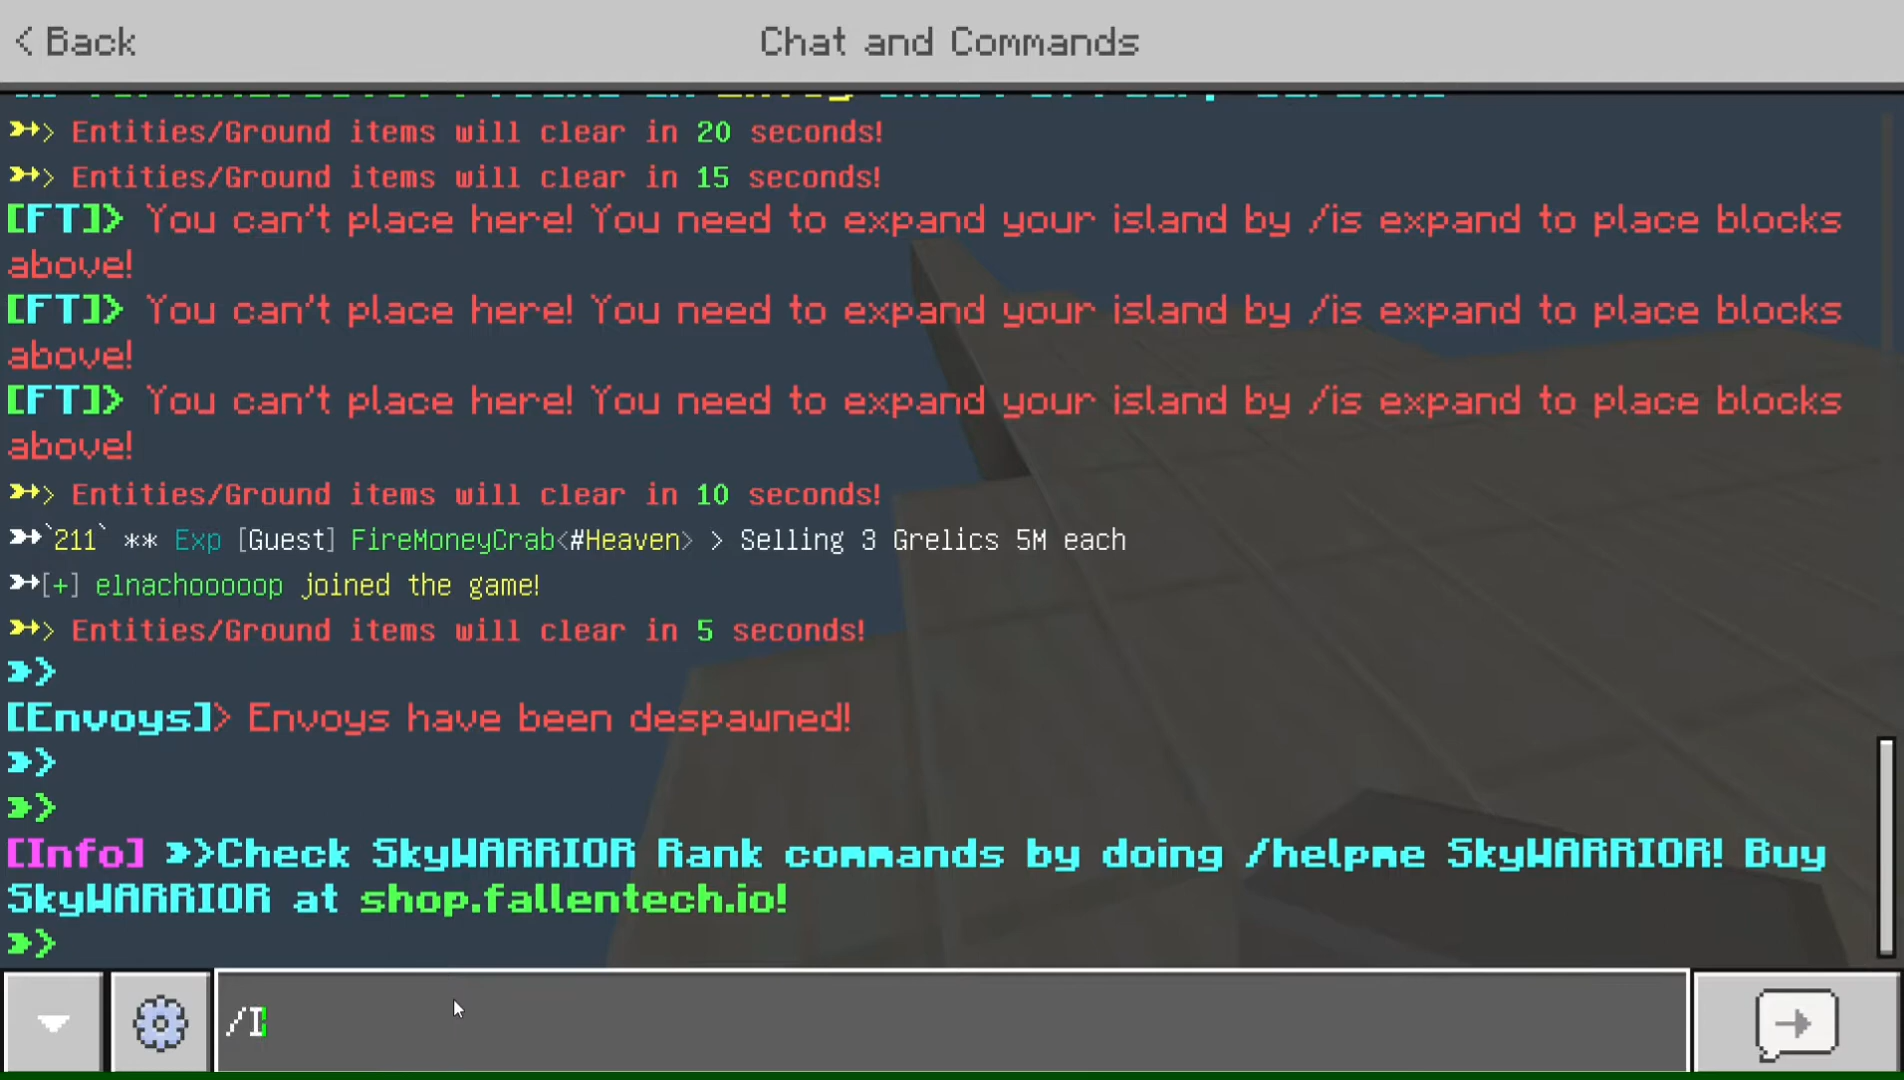 < Back
Chat and Commands
> Entities/Ground items will clear in 20 seconds!
> Entities/Ground items will clear in 15 seconds!
[FT]> You can't place here! You need to expand your island by /is expand to place blocks
above!
[FT]> You can't place here! You need to expand your island by /is expand to place blocks
above!
[FT]> You can't place here! You need to expand your island by /is expand to place blocks
above!
> Entities/Ground items will clear in 10 seconds!
`211` ** Exp [Guest] FireMoneyCrab<#Heaven> > Selling 3 Grelics 5M each
[+] elnachooooop joined the game!
> Entities/Ground items will clear in 5 seconds!
[Envoys]> Envoys have been despawned!
[Info] Check SkyWARRIOR Rank commands by doing /helpme SkyWARRIOR! Buy
SkyWARRIOR at shop.fallentech.io!
/I